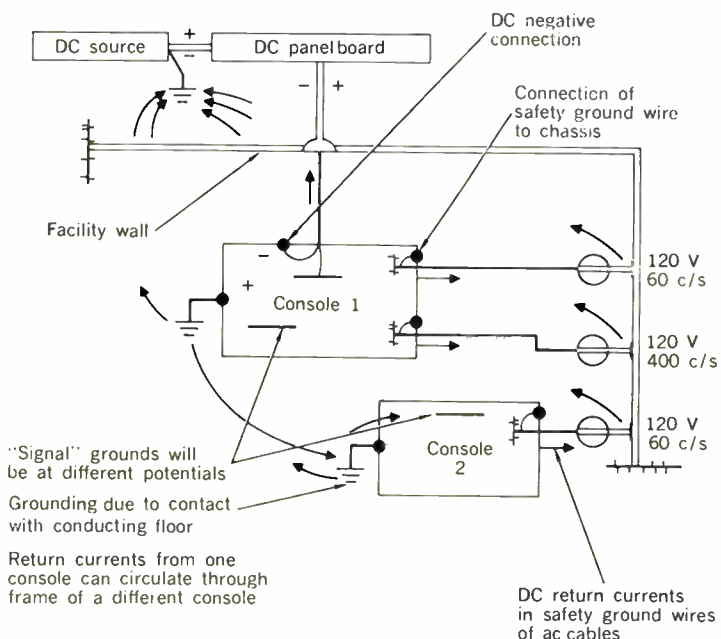 DC negative
connection
DC source
+
−
DC panelboard
− +
Connection of
safety ground wire
to chassis
Facility wall
−
+
Console 1
120 V
60 c/s
120 V
400 c/s
120 V
60 c/s
Console
2
"Signal" grounds will
be at different potentials
Grounding due to contact
with conducting floor
Return currents from one
console can circulate through
frame of a different console
DC return currents
in safety ground wires
of ac cables